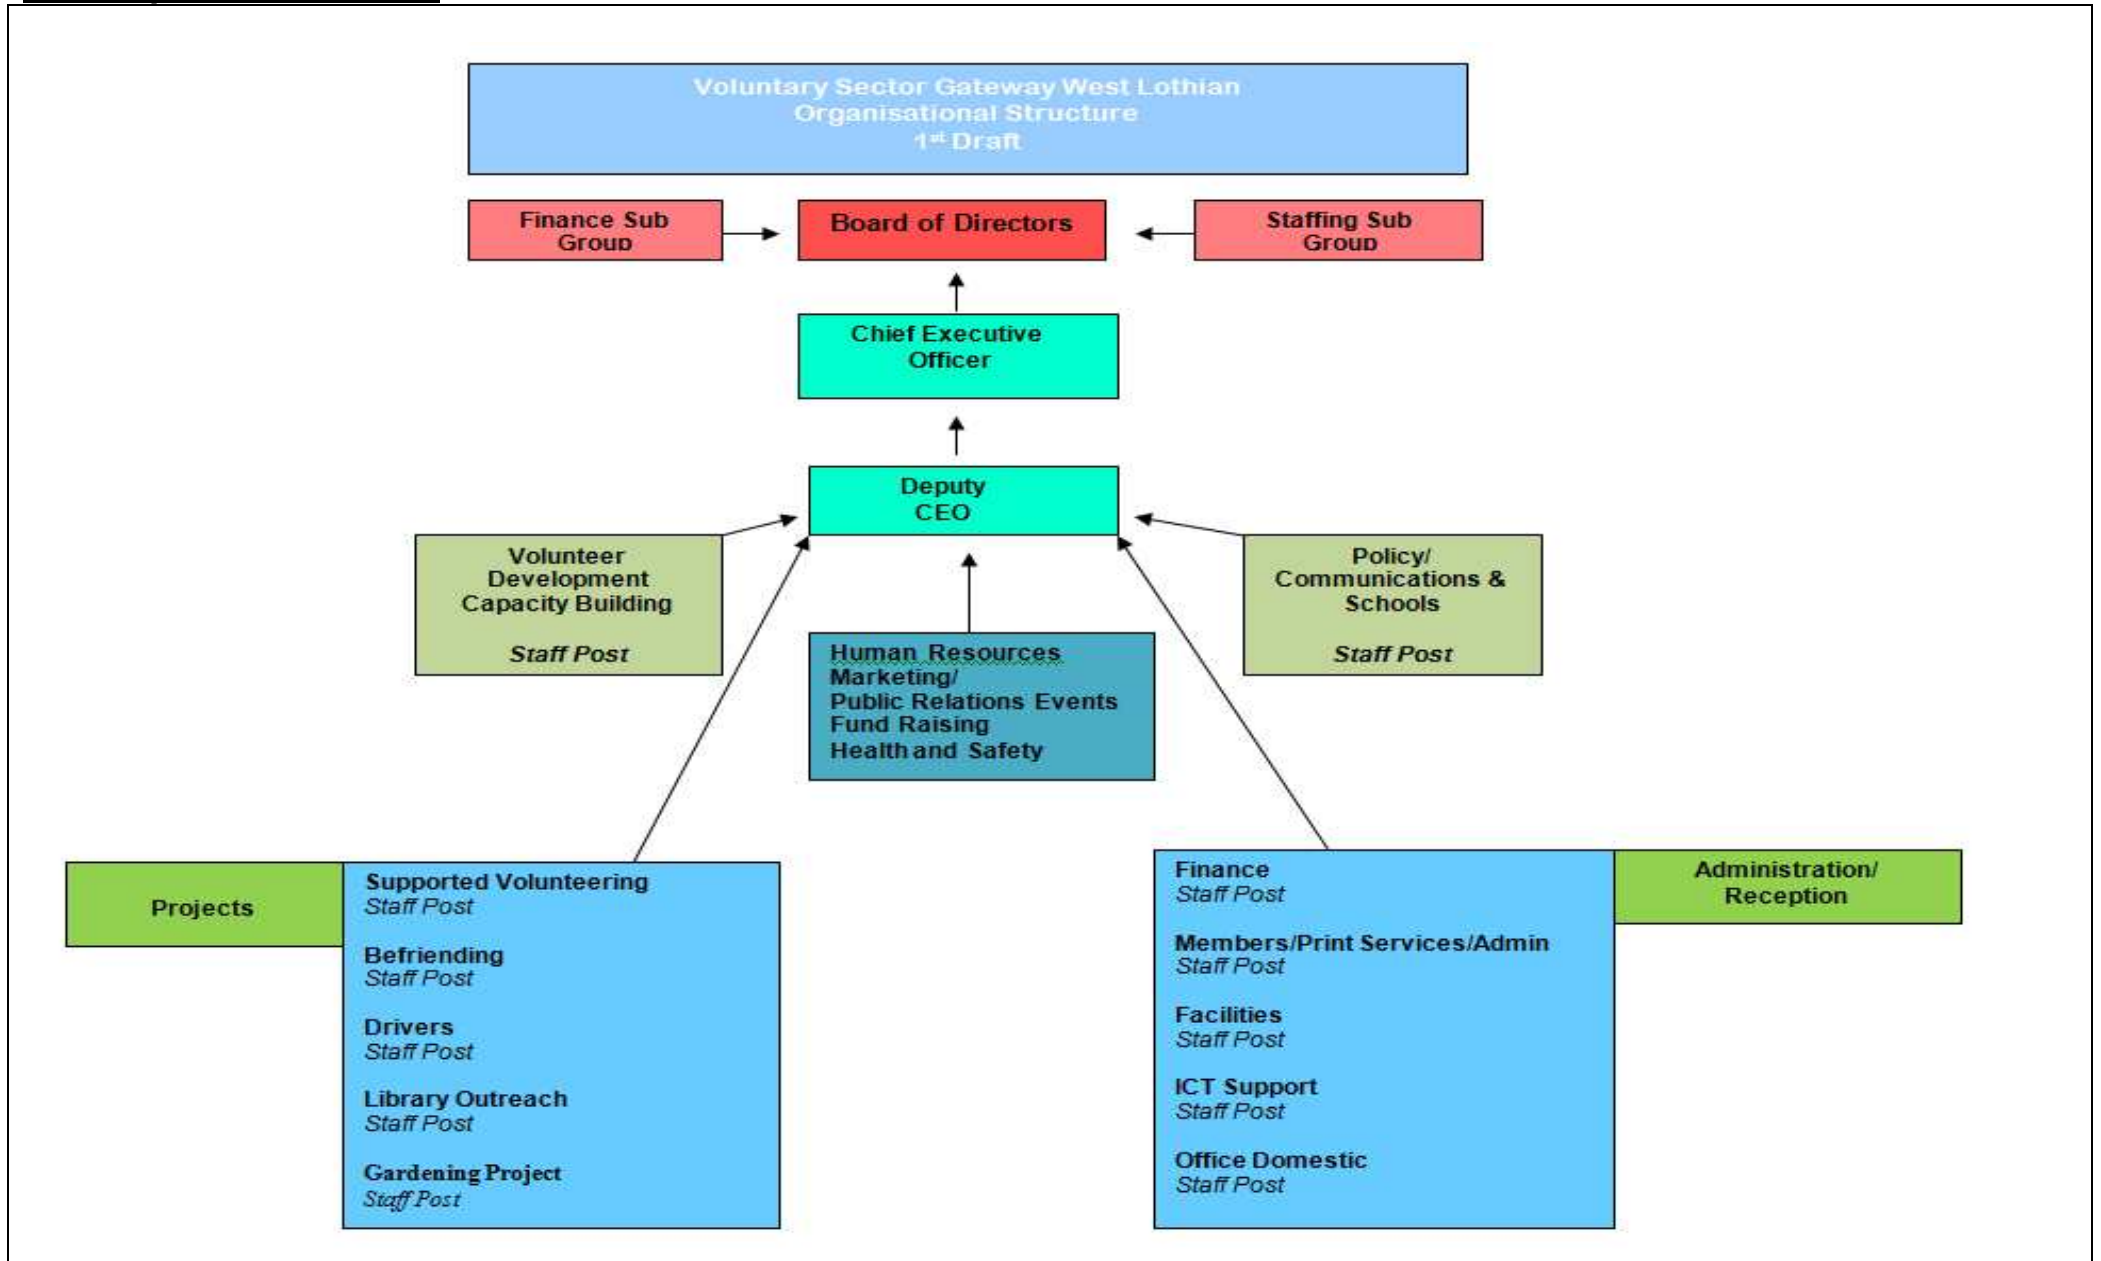 Voluntary Sector Gateway West Lothian
Organisational Structure
1st Draft
Finance Sub
Group
Board of Directors
Staffing Sub
Group
Chief Executive
Officer
Deputy
CEO
Volunteer
Development
Capacity Building
Staff Post
Policy/
Communications &
Schools
Staff Post
Human Resources
Marketing/
Public Relations Events
Fund Raising
Health and Safety
Projects
Supported Volunteering
Staff Post
Befriending
Staff Post
Drivers
Staff Post
Library Outreach
Staff Post
Gardening Project
Staff Post
Finance
Staff Post
Members/Print Services/Admin
Staff Post
Facilities
Staff Post
ICT Support
Staff Post
Office Domestic
Staff Post
Administration/
Reception